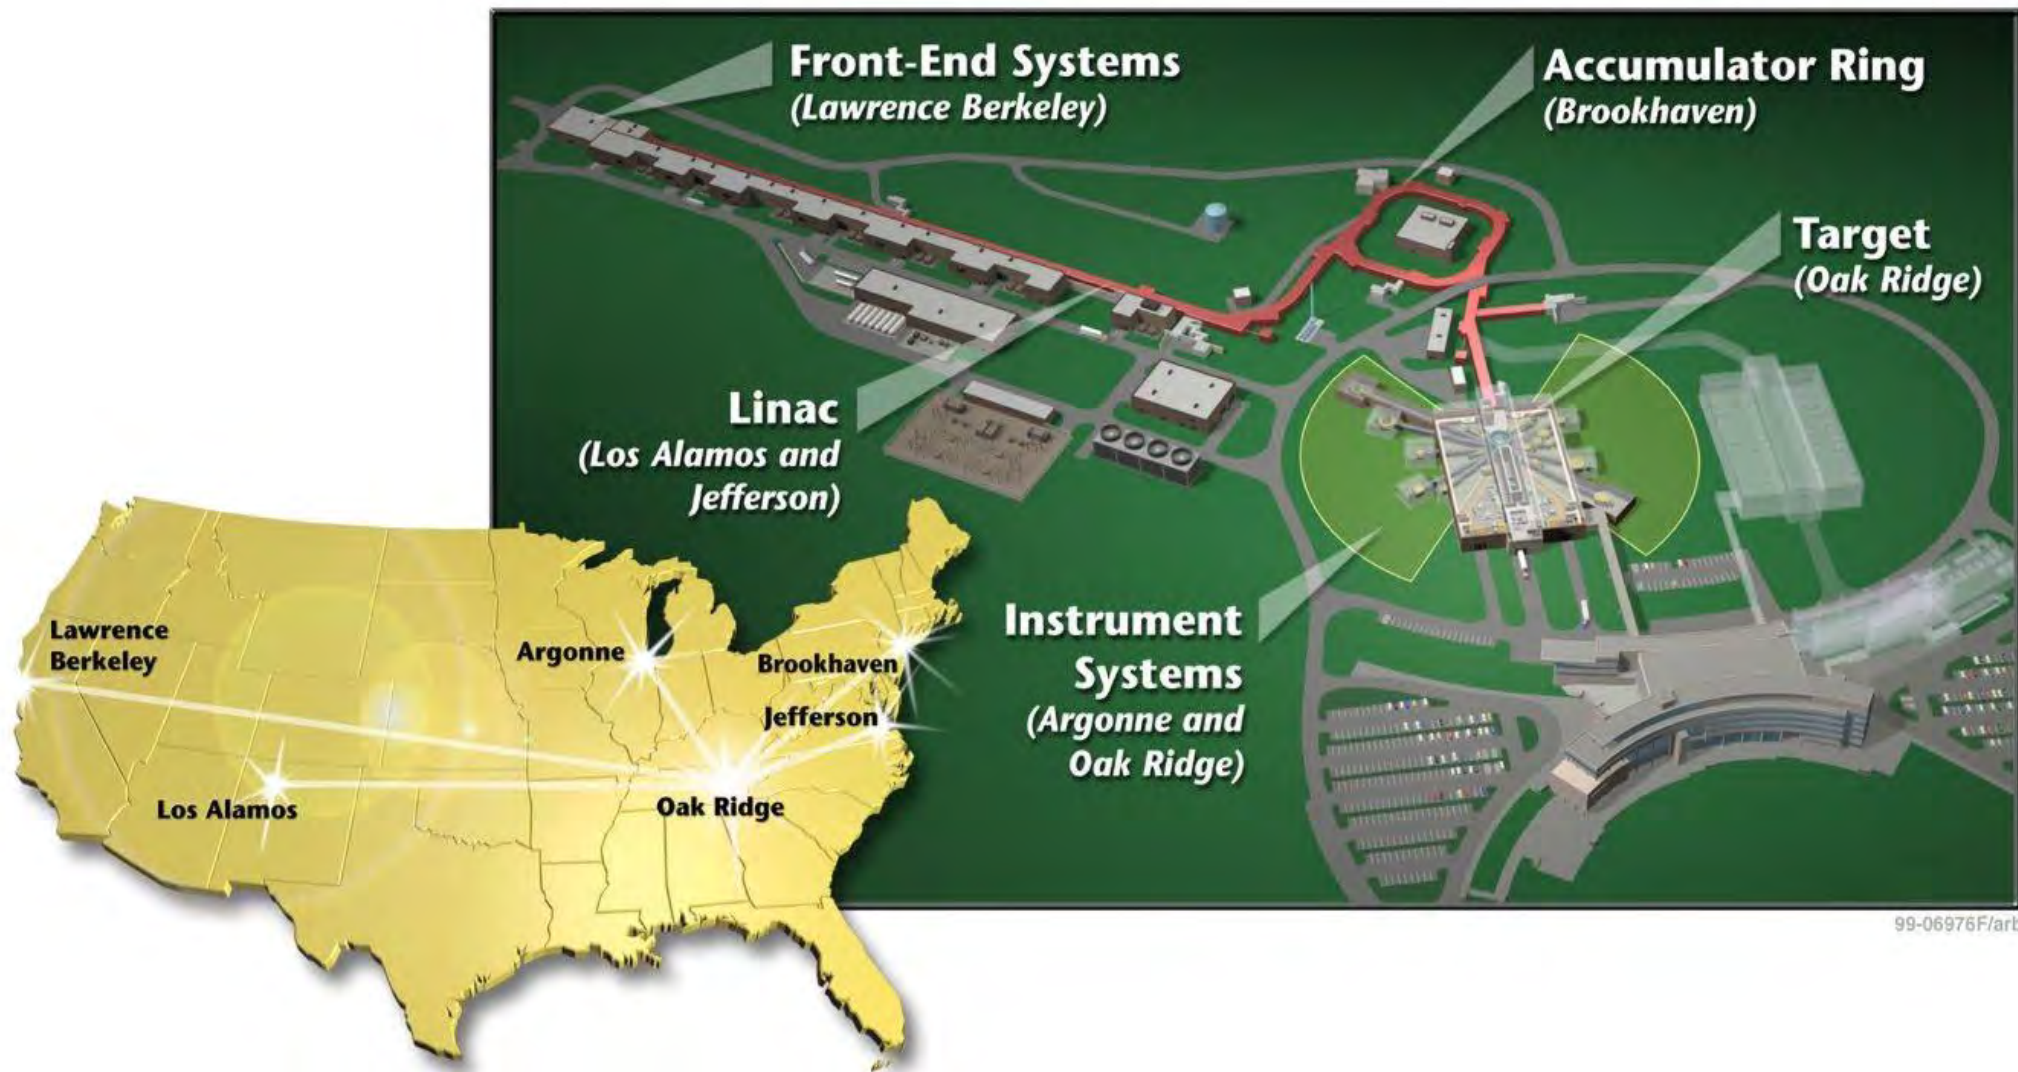 Front-End Systems
(Lawrence Berkeley)
Accumulator Ring
(Brookhaven)
Target
(Oak Ridge)
Linac
(Los Alamos and
Jefferson)
Instrument
Systems
(Argonne and
Oak Ridge)
Lawrence
Berkeley
Argonne
Brookhaven
Jefferson
Los Alamos
Oak Ridge
99-06976F/arb